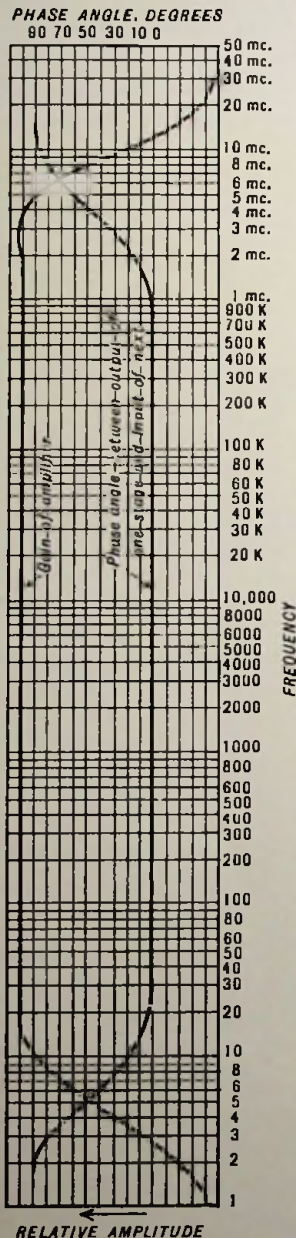 PHASE ANGLE, DEGREES
90 70 50 30 10 0
50 mc.
40 mc.
30 mc.
20 mc.
10 mc.
8 mc.
6 mc.
5 mc.
4 mc.
3 mc.
2 mc.
1 mc.
900 K
700 K
500 K
400 K
300 K
200 K
100 K
80 K
60 K
50 K
40 K
30 K
20 K
10,000
8000
6000
5000
4000
3000
2000
1000
800
600
500
400
300
200
100
80
60
50
40
30
20
10
8
6
5
4
3
2
1
Gain of amplifier
Phase angle between output of
one stage and input of next
FREQUENCY
RELATIVE AMPLITUDE